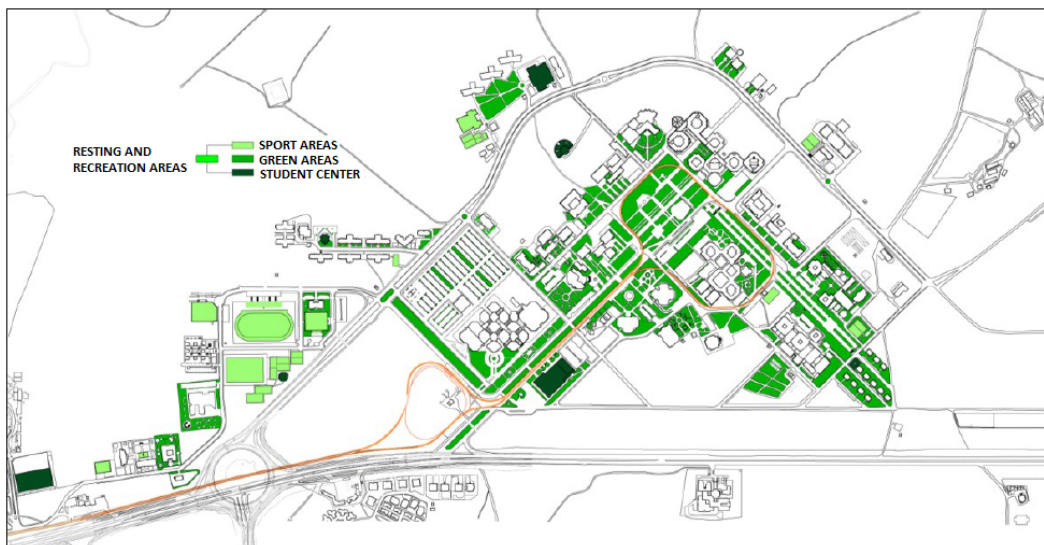 RESTING AND
RECREATION AREAS
SPORT AREAS
GREEN AREAS
STUDENT CENTER